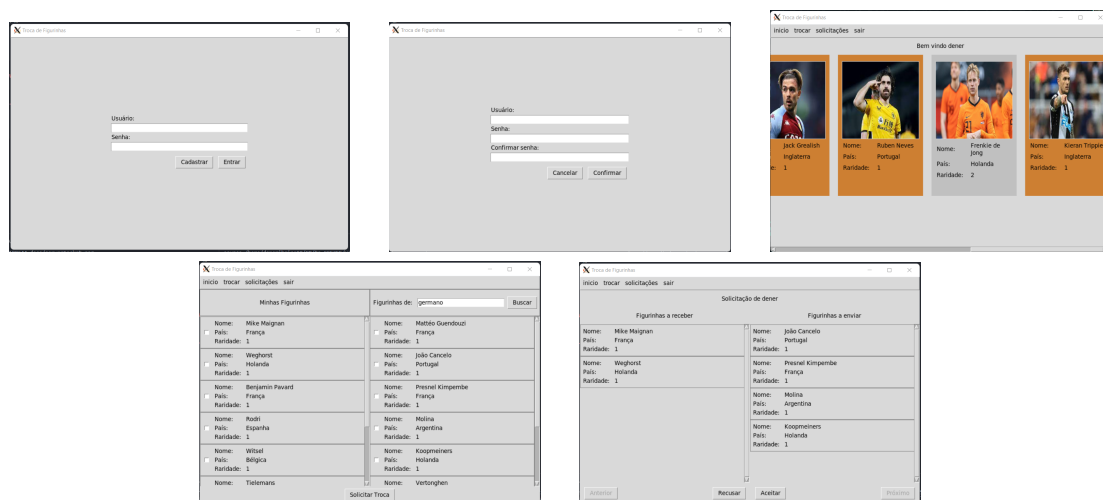 Troca de Figurinhas
Usuário:
Senha:
Cadastrar Entrar
Troca de Figurinhas
Usuário:
Senha:
Confirmar senha:
Cancelar Confirmar
Troca de Figurinhas
inicio trocar solicitações sair
Bem vindo dener
Jack Grealish
Inglaterra
e: 1
Nome: Ruben Neves
País: Portugal
Raridade: 1
Nome: Frenkie de
Jong
País: Holanda
Raridade: 2
Nome: Kieran Trippie
País: Inglaterra
Raridade: 1
Troca de Figurinhas
inicio trocar solicitações sair
Minhas Figurinhas
Nome: Mike Maignan
País: França
Raridade: 1
Nome: Weghorst
País: Holanda
Raridade: 1
Nome: Benjamin Pavard
País: França
Raridade: 1
Nome: Rodri
País: Espanha
Raridade: 1
Nome: Witsel
País: Bélgica
Raridade: 1
Nome: Tielemans
Figurinhas de: germano Buscar
Nome: Mattéo Guendouzi
País: França
Raridade: 1
Nome: João Cancelo
País: Portugal
Raridade: 1
Nome: Presnel Kimpembe
País: França
Raridade: 1
Nome: Molina
País: Argentina
Raridade: 1
Nome: Koopmeiners
País: Holanda
Raridade: 1
Nome: Vertonghen
Solicitar Troca
Troca de Figurinhas
inicio trocar solicitações sair
Solicitação de dener
Figurinhas a receber
Nome: Mike Maignan
País: França
Raridade: 1
Nome: Weghorst
País: Holanda
Raridade: 1
Figurinhas a enviar
Nome: João Cancelo
País: Portugal
Raridade: 1
Nome: Presnel Kimpembe
País: França
Raridade: 1
Nome: Molina
País: Argentina
Raridade: 1
Nome: Koopmeiners
País: Holanda
Raridade: 1
Anterior Recusar Aceitar Próximo